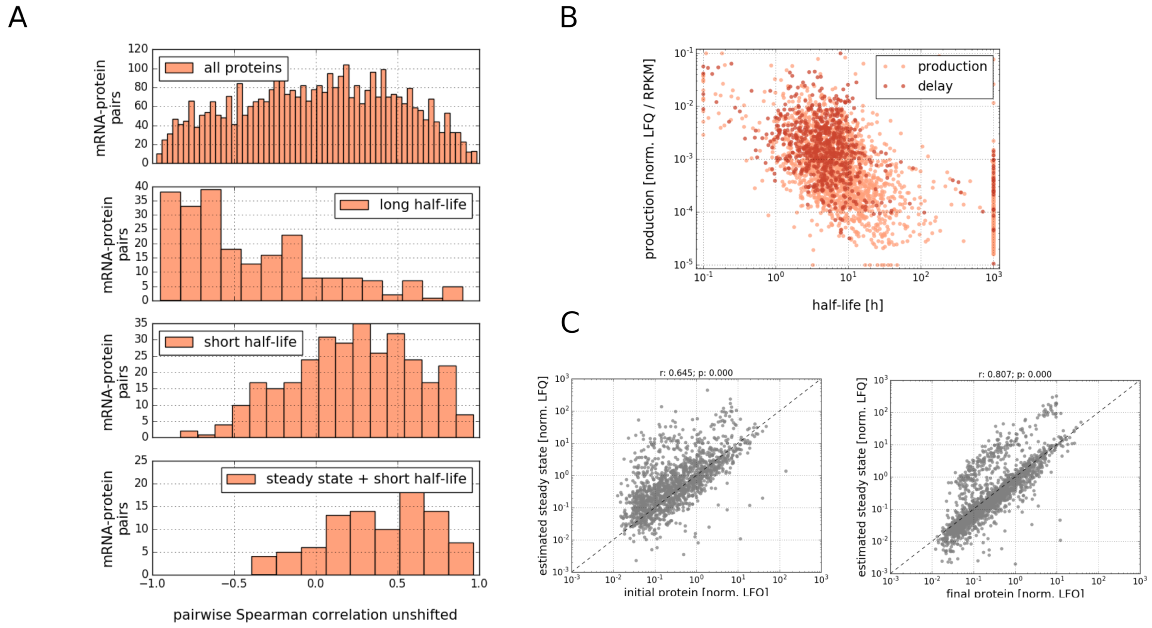 A
B
C
all proteins
mRNA-protein
pairs
120
100
80
60
40
20
0
long half-life
mRNA-protein
pairs
40
35
30
25
20
15
10
5
0
short half-life
mRNA-protein
pairs
35
30
25
20
15
10
5
0
steady state + short half-life
mRNA-protein
pairs
25
20
15
10
5
0
−1.0 −0.5 0.0 0.5 1.0
pairwise Spearman correlation unshifted
production
delay
production [norm. LFQ / RPKM]
10⁻¹
10⁻²
10⁻³
10⁻⁴
10⁻⁵
10⁻¹ 10⁰ 10¹ 10² 10³
half-life [h]
r: 0.645; p: 0.000
estimated steady state [norm. LFQ]
10³
10²
10¹
10⁰
10⁻¹
10⁻²
10⁻³
10⁻³ 10⁻² 10⁻¹ 10⁰ 10¹ 10² 10³
initial protein [norm. LFQ]
r: 0.807; p: 0.000
estimated steady state [norm. LFQ]
10³
10²
10¹
10⁰
10⁻¹
10⁻²
10⁻³
10⁻³ 10⁻² 10⁻¹ 10⁰ 10¹ 10² 10³
final protein [norm. LFQ]